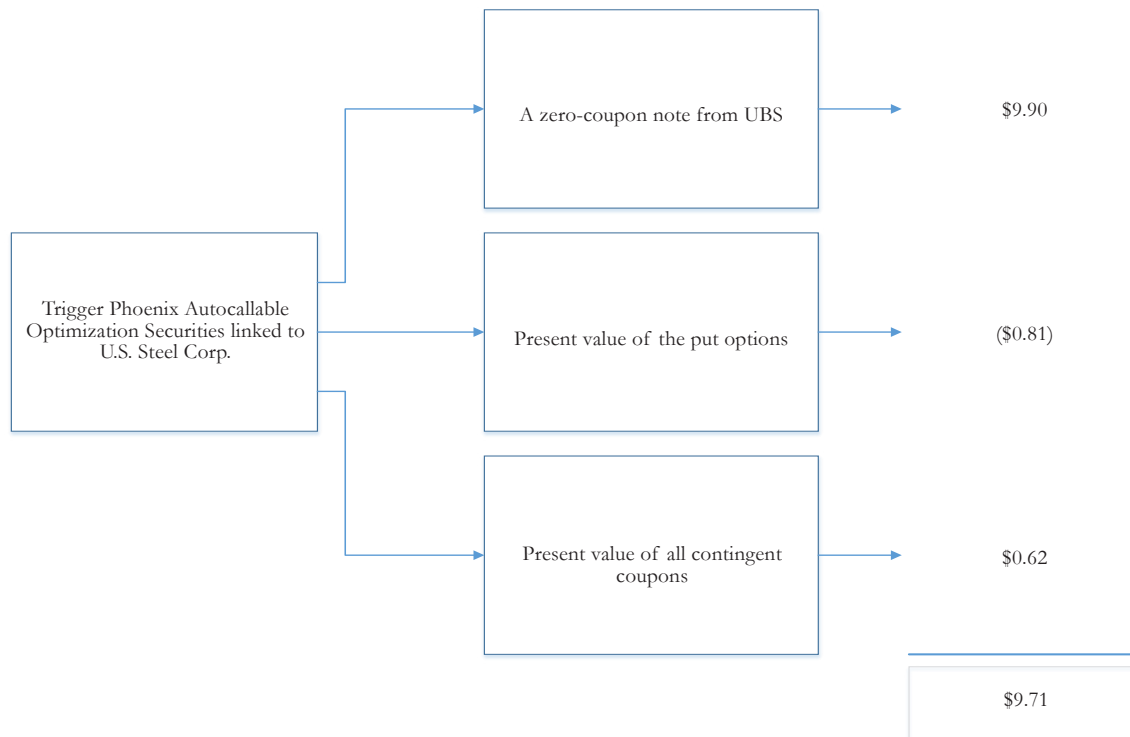 A zero-coupon note from UBS
$9.90
Trigger Phoenix Autocallable
Optimization Securities linked to
U.S. Steel Corp.
Present value of the put options
($0.81)
Present value of all contingent
coupons
$0.62
$9.71